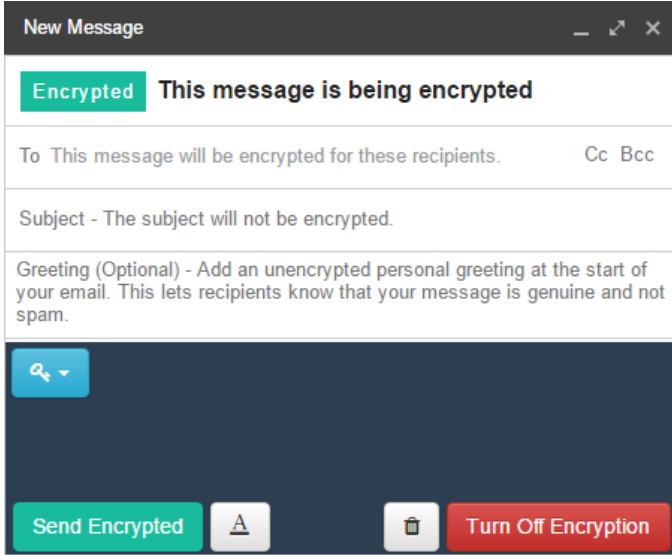 New Message
Encrypted This message is being encrypted
To This message will be encrypted for these recipients. Cc Bcc
Subject - The subject will not be encrypted.
Greeting (Optional) - Add an unencrypted personal greeting at the start of
your email. This lets recipients know that your message is genuine and not
spam.
Send Encrypted A Turn Off Encryption